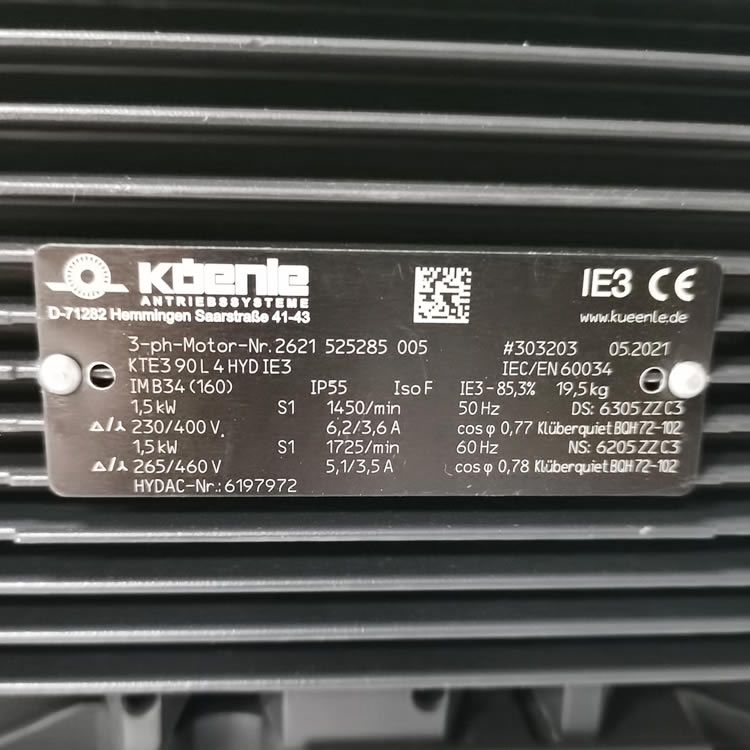 Küenle
ANTRIEBSSYSTEME
D-71282 Hemmingen Saarstraße 41-43
IE3 CE
www.kueenle.de
3-ph-Motor-Nr. 2621 525285 005 #303203 05.2021
KTE3 90 L 4 HYD IE3 IEC/EN 60034
IM B34 (160) IP55 Iso F IE3-85,3% 19,5 kg
1,5 kW S1 1450/min 50 Hz DS: 6305 ZZ C3
△/⅄ 230/400 V 6,2/3,6 A cos φ 0,77 Klüberquiet BQH 72-102
1,5 kW S1 1725/min 60 Hz NS: 6205 ZZ C3
△/⅄ 265/460 V 5,1/3,5 A cos φ 0,78 Klüberquiet BQH 72-102
HYDAC-Nr.: 6197972